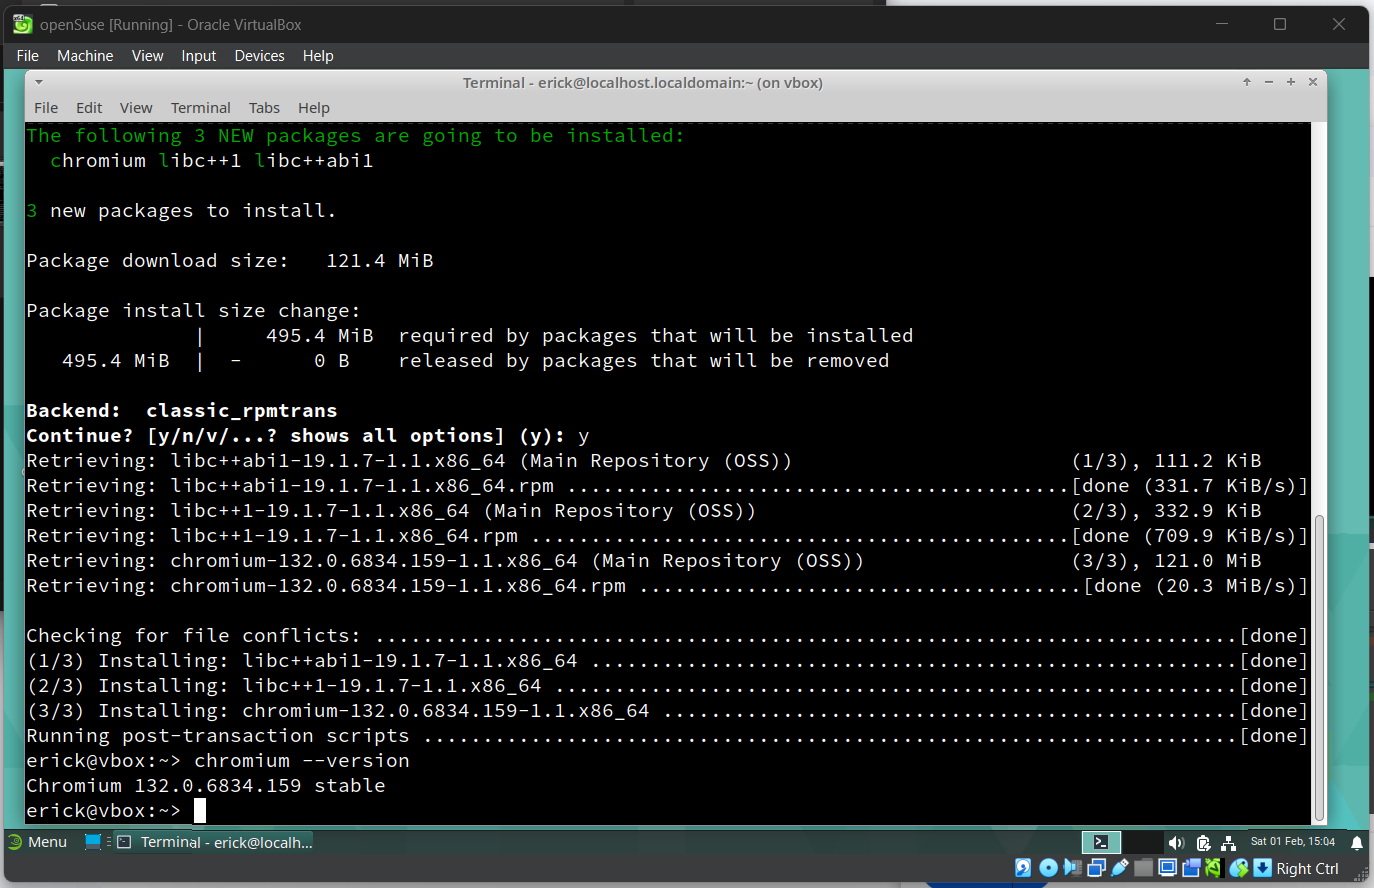 openSuse [Running] - Oracle VirtualBox
File Machine View Input Devices Help
Terminal - erick@localhost.localdomain:~ (on vbox)
File Edit View Terminal Tabs Help
The following 3 NEW packages are going to be installed:
chromium libc++1 libc++abi1
3 new packages to install.
Package download size: 121.4 MiB
Package install size change:
| 495.4 MiB required by packages that will be installed
495.4 MiB | - 0 B released by packages that will be removed
Backend: classic_rpmtrans
Continue? [y/n/v/...? shows all options] (y): y
Retrieving: libc++abi1-19.1.7-1.1.x86_64 (Main Repository (OSS)) (1/3), 111.2 KiB
Retrieving: libc++abi1-19.1.7-1.1.x86_64.rpm ..........................................[done (331.7 KiB/s)]
Retrieving: libc++1-19.1.7-1.1.x86_64 (Main Repository (OSS)) (2/3), 332.9 KiB
Retrieving: libc++1-19.1.7-1.1.x86_64.rpm .............................................[done (709.9 KiB/s)]
Retrieving: chromium-132.0.6834.159-1.1.x86_64 (Main Repository (OSS)) (3/3), 121.0 MiB
Retrieving: chromium-132.0.6834.159-1.1.x86_64.rpm .....................................[done (20.3 MiB/s)]
Checking for file conflicts: ........................................................................[done]
(1/3) Installing: libc++abi1-19.1.7-1.1.x86_64 ......................................................[done]
(2/3) Installing: libc++1-19.1.7-1.1.x86_64 .........................................................[done]
(3/3) Installing: chromium-132.0.6834.159-1.1.x86_64 ................................................[done]
Running post-transaction scripts ....................................................................[done]
erick@vbox:~> chromium --version
Chromium 132.0.6834.159 stable
erick@vbox:~>
Menu Terminal - erick@localh... Sat 01 Feb, 15:04
Right Ctrl